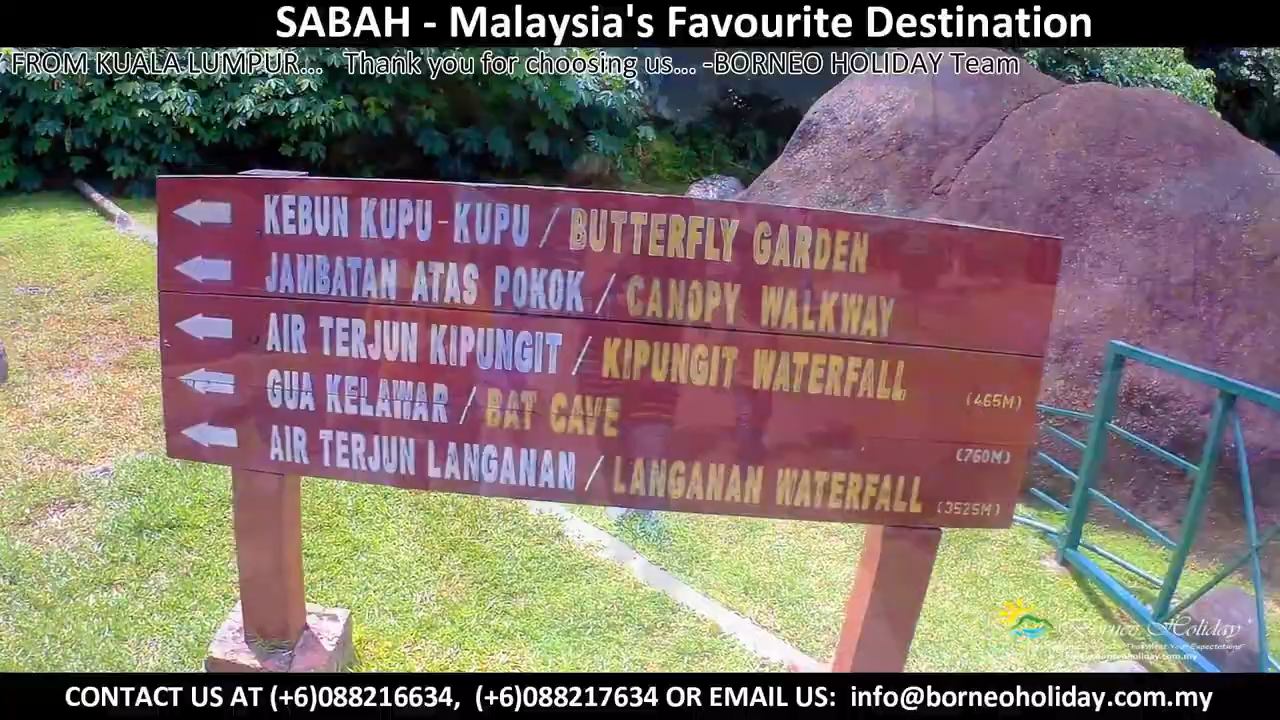 SABAH - Malaysia's Favourite Destination
FROM KUALA LUMPUR... Thank you for choosing us... -BORNEO HOLIDAY Team
KEBUN KUPU-KUPU / BUTTERFLY GARDEN
JAMBATAN ATAS POKOK / CANOPY WALKWAY
AIR TERJUN KIPUNGIT / KIPUNGIT WATERFALL (465M)
GUA KELAWAR / BAT CAVE (760M)
AIR TERJUN LANGANAN / LANGANAN WATERFALL (3525M)
Borneo Holiday
CONTACT US AT (+6)088216634, (+6)088217634 OR EMAIL US: info@borneoholiday.com.my